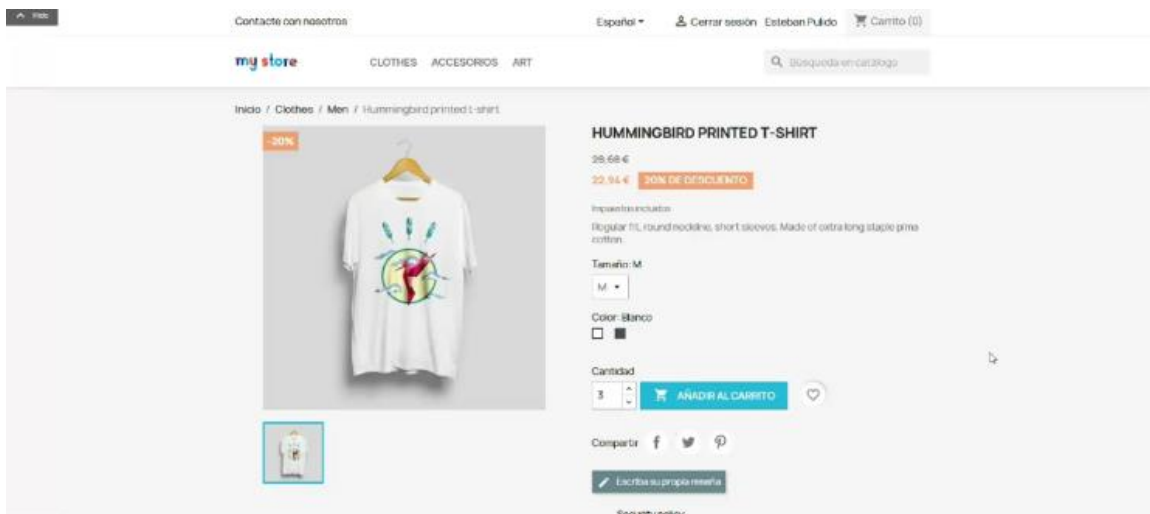 Contacte con nosotros
Español
Cerrar sesión Esteban Pulido
Carrito (0)
my store
CLOTHES ACCESORIOS ART
Búsqueda en catálogo
Inicio / Clothes / Men / Hummingbird printed t-shirt
-20%
HUMMINGBIRD PRINTED T-SHIRT
28,68 €
22,94 € 20% DE DESCUENTO
Impuestos incluidos
Regular fit, round neckline, short sleeves. Made of extra long staple pima
cotton.
Tamaño: M
M
Color: Blanco
Cantidad
3
AÑADIR AL CARRITO
Compartir
Escriba su propia reseña
Security policy